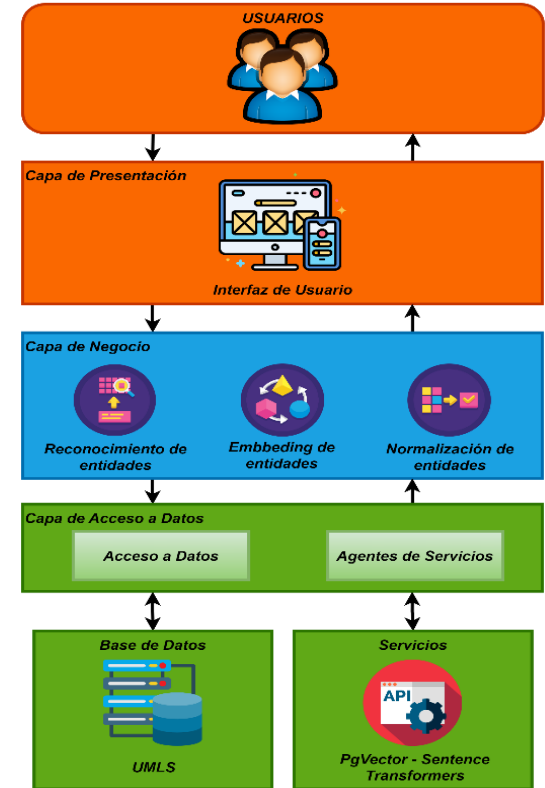 USUARIOS
Capa de Presentación
Interfaz de Usuario
Capa de Negocio
Reconocimiento de
entidades
Embbeding de
entidades
Normalización de
entidades
Capa de Acceso a Datos
Acceso a Datos
Agentes de Servicios
Base de Datos
UMLS
Servicios
API
PgVector - Sentence
Transformers